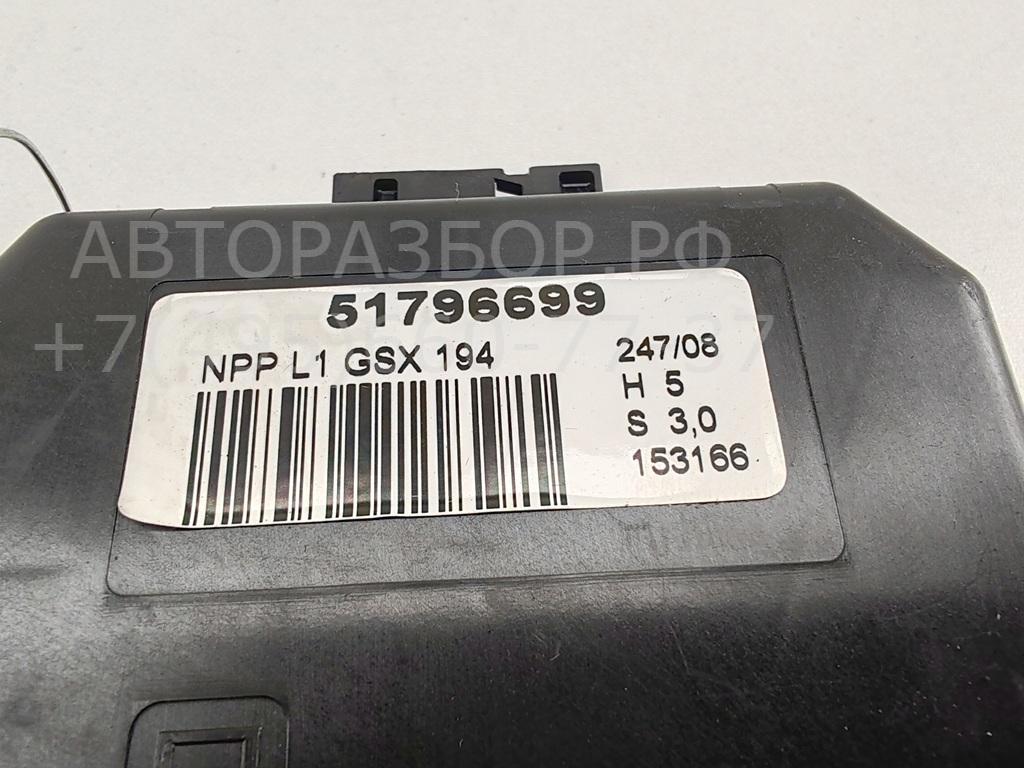 АВТОРАЗБОР.РФ
51796699
NPP L1 GSX 194
247/08
H 5
S 3,0
153166